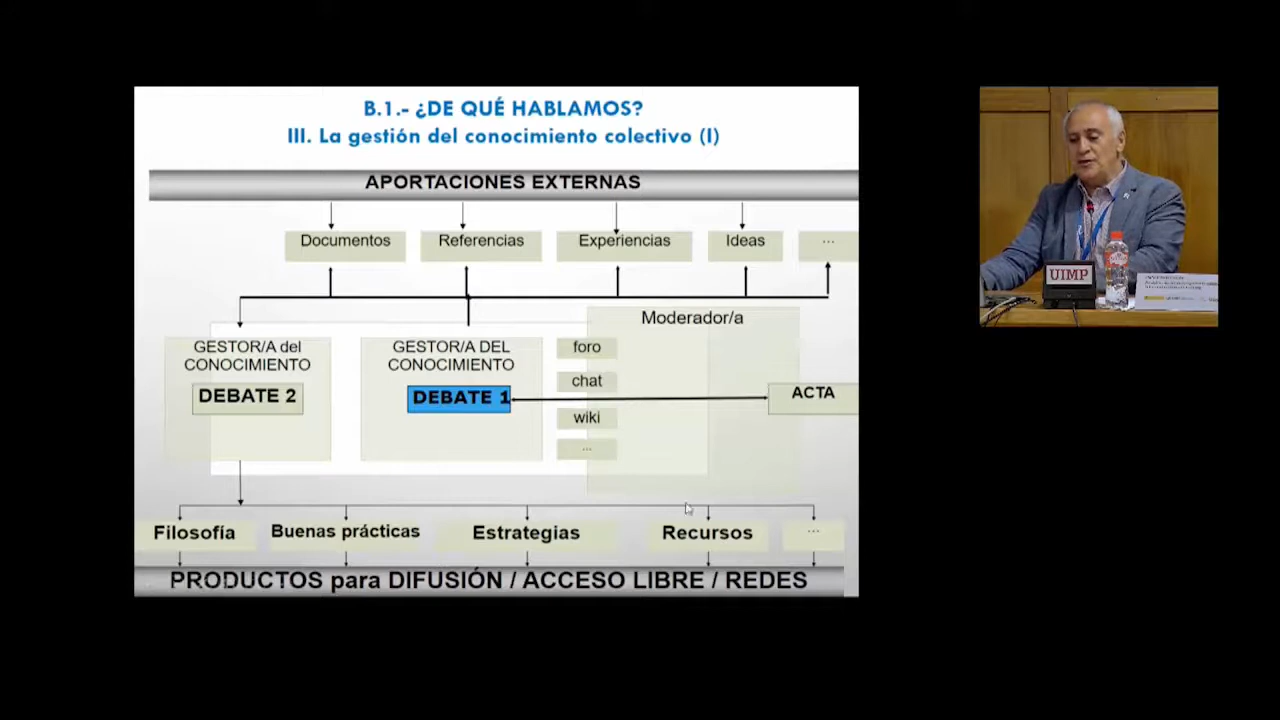 B.1.- ¿DE QUÉ HABLAMOS?
III. La gestión del conocimiento colectivo (I)
APORTACIONES EXTERNAS
Documentos
Referencias
Experiencias
Ideas
...
Moderador/a
GESTOR/A del
CONOCIMIENTO
DEBATE 2
GESTOR/A DEL
CONOCIMIENTO
DEBATE 1
foro
chat
wiki
...
ACTA
Filosofía
Buenas prácticas
Estrategias
Recursos
...
PRODUCTOS para DIFUSIÓN / ACCESO LIBRE / REDES
UIMP